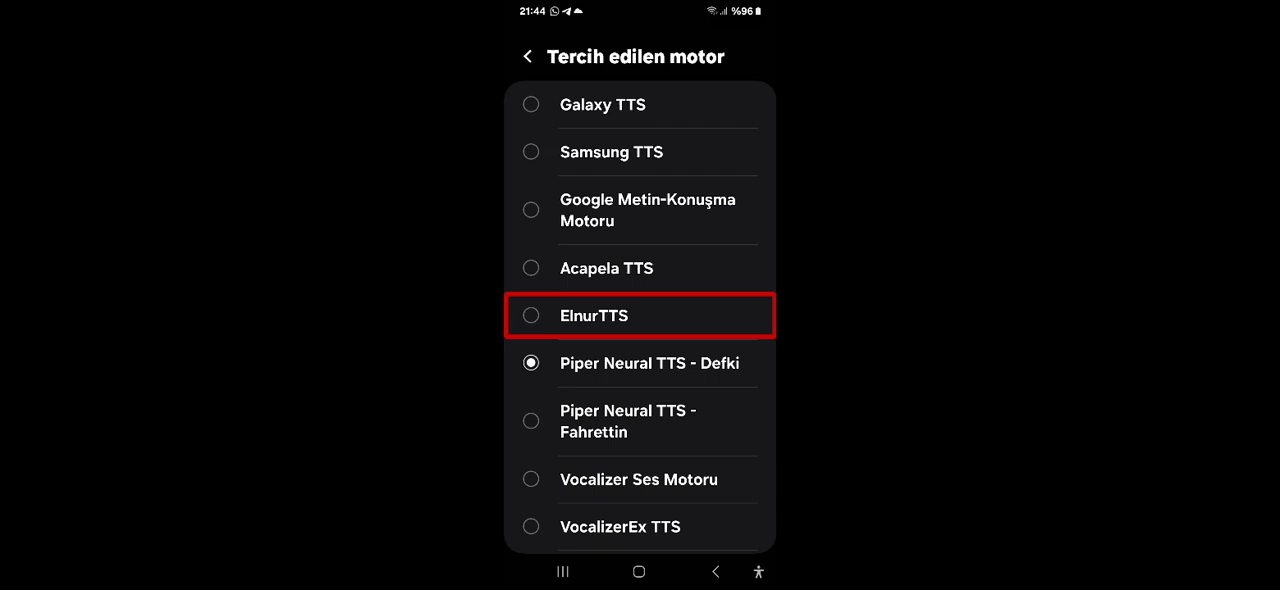 21:44 %96
Tercih edilen motor
Galaxy TTS
Samsung TTS
Google Metin-Konuşma
Motoru
Acapela TTS
ElnurTTS
Piper Neural TTS - Defki
Piper Neural TTS -
Fahrettin
Vocalizer Ses Motoru
VocalizerEx TTS